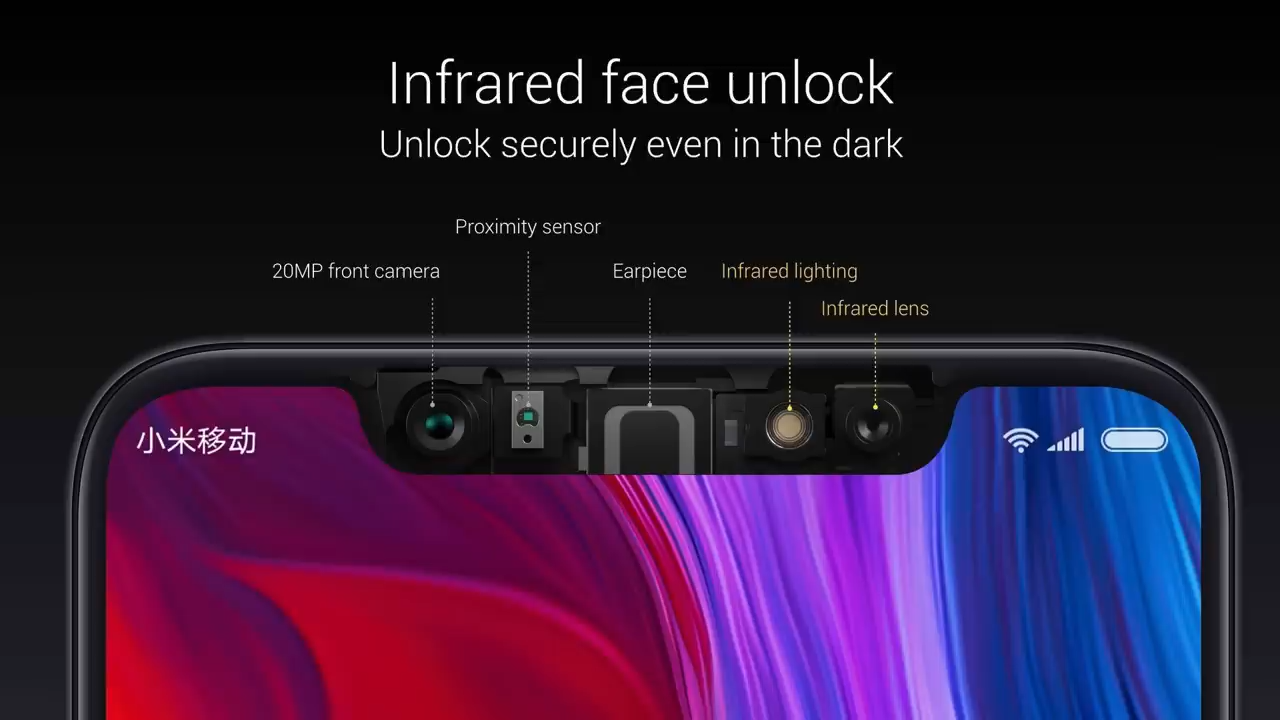 Infrared face unlock
Unlock securely even in the dark
Proximity sensor
20MP front camera
Earpiece
Infrared lighting
Infrared lens
小米移动